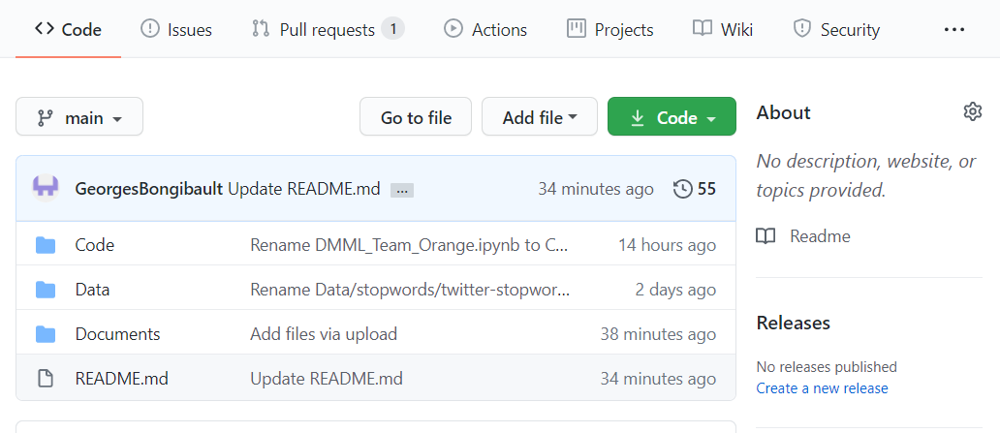 Code Issues Pull requests 1 Actions Projects Wiki Security ...
main Go to file Add file Code
GeorgesBongibault Update README.md ... 34 minutes ago 55
Code Rename DMML_Team_Orange.ipynb to C... 14 hours ago
Data Rename Data/stopwords/twitter-stopwor... 2 days ago
Documents Add files via upload 38 minutes ago
README.md Update README.md 34 minutes ago
About
No description, website, or
topics provided.
Readme
Releases
No releases published
Create a new release